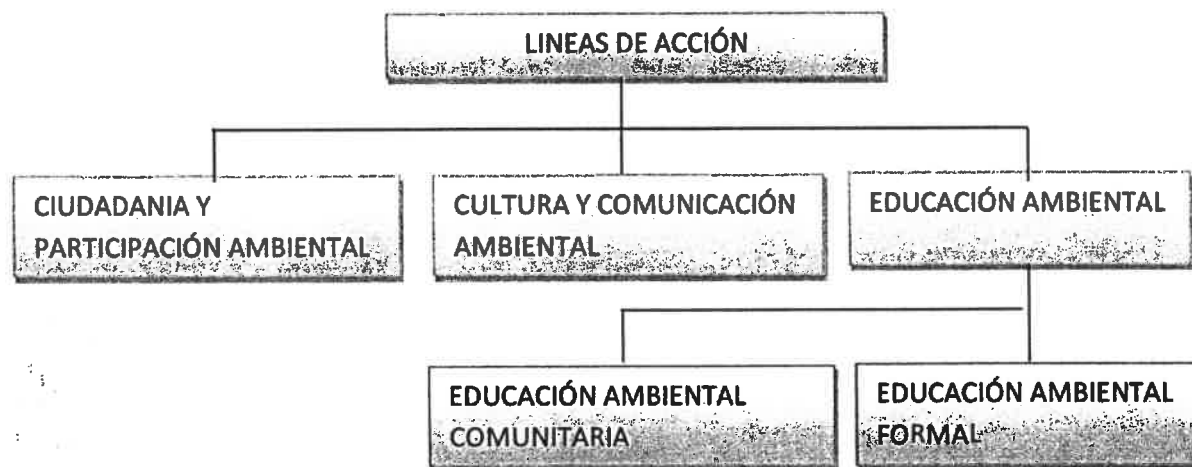 LINEAS DE ACCIÓN
CIUDADANIA Y
PARTICIPACIÓN AMBIENTAL
CULTURA Y COMUNICACIÓN
AMBIENTAL
EDUCACIÓN AMBIENTAL
EDUCACIÓN AMBIENTAL
COMUNITARIA
EDUCACIÓN AMBIENTAL
FORMAL